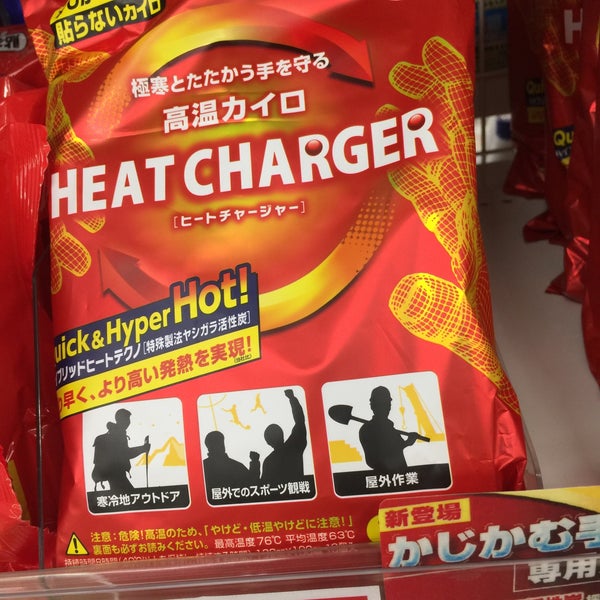 貼らないカイロ
極寒とたたかう手を守る
高温カイロ
HEAT CHARGER
[ヒートチャージャー]
uick & Hyper Hot!
ブリッドヒートテクノ[特殊製法ヤシガラ活性炭]
早く、より高い発熱を実現!
(当社比)
寒冷地アウトドア
屋外でのスポーツ観戦
屋外作業
注意:危険!高温のため、「やけど・低温やけどに注意!」
裏面も必ずお読みください。 最高温度76℃ 平均温度63℃
新登場
かじかむ手
専用